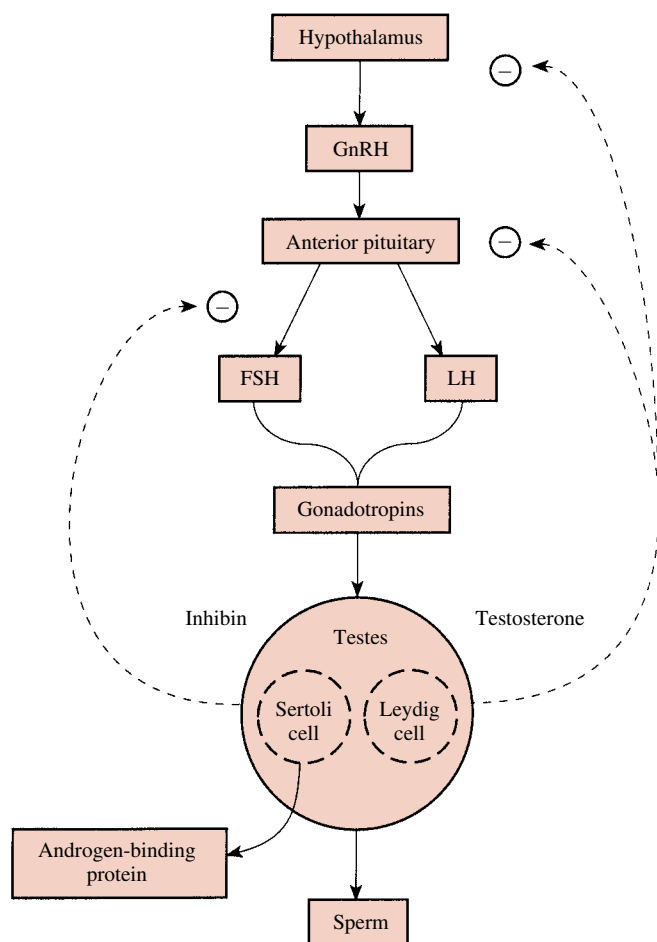 Hypothalamus
−
GnRH
Anterior pituitary
−
−
FSH
LH
Gonadotropins
Inhibin
Testosterone
Testes
Sertoli
cell
Leydig
cell
Androgen-binding
protein
Sperm